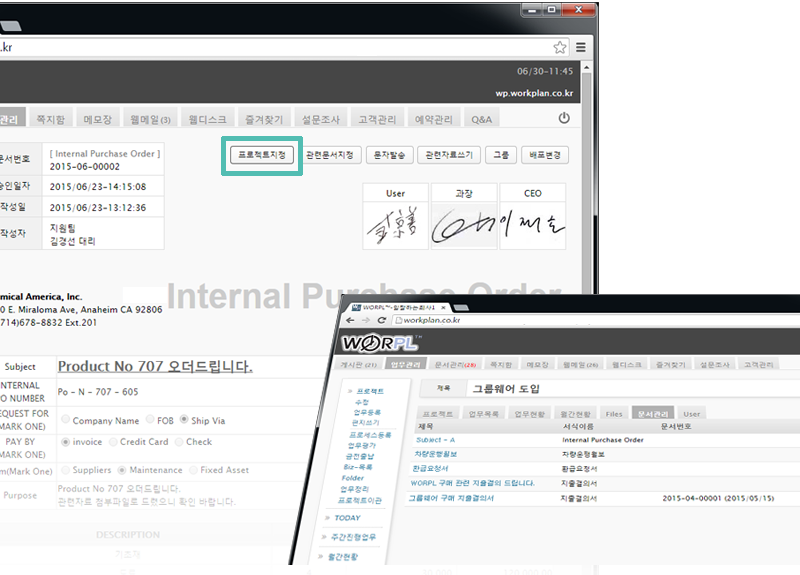 .kr
06/30-11:45
wp.workplan.co.kr
관리 쪽지함 메모장 웹메일(3) 웹디스크 즐겨찾기 설문조사 고객관리 예약관리 Q&A
프로젝트지정 관련문서지정 문자발송 관련자료쓰기 그룹 배포변경
문서번호
[ Internal Purchase Order ]
2015-06-00002
승인일자 2015/06/23-14:15:08
작성일 2015/06/23-13:12:36
작성자
지원팀
김경선 대리
User 과장 CEO
Internal Purchase Order
mical America, Inc.
0 E. Miraloma Ave, Anaheim CA 92806
(714)678-8832 Ext.201
Subject Product No 707 오더드립니다.
INTERNAL
PO NUMBER
Po - N - 707 - 605
REQUEST FOR
(MARK ONE)
Company Name FOB Ship Via
PAY BY
(MARK ONE)
invoice Credit Card Check
m(Mark One) Suppliers Maintenance Fixed Asset
Purpose
Product No 707 오더드립니다.
관련자료 첨부파일로 드렸으니 확인 바랍니다.
DESCRIPTION
기호자
WORPL™-일잘하는회사1
workplan.co.kr
WORPL™
게시판 (21) 업무관리 문서관리(28) 쪽지함 메모장 웹메일(26) 웹디스크 즐겨찾기 설문조사 고객관리
» 프로젝트
수정
업무등록
편지쓰기
프로세스등록
업무평가
금전출납
Biz-목록
Folder
업무정리
프로젝트이관
» TODAY
» 주간진행업무
» 월간현황
제목 그룹웨어 도입
프로젝트 업무목록 업무현황 월간현황 Files 문서관리 User
제목 서식이름 문서번호
Subject - A Internal Purchase Order
차량운행월보 차량운행월보
환급요청서 환급요청서
WORPL 구매 관련 지출결의 드립니다. 지출결의서
그룹웨어 구매 지출결의서 지출결의서 2015-04-00001 (2015/05/15)